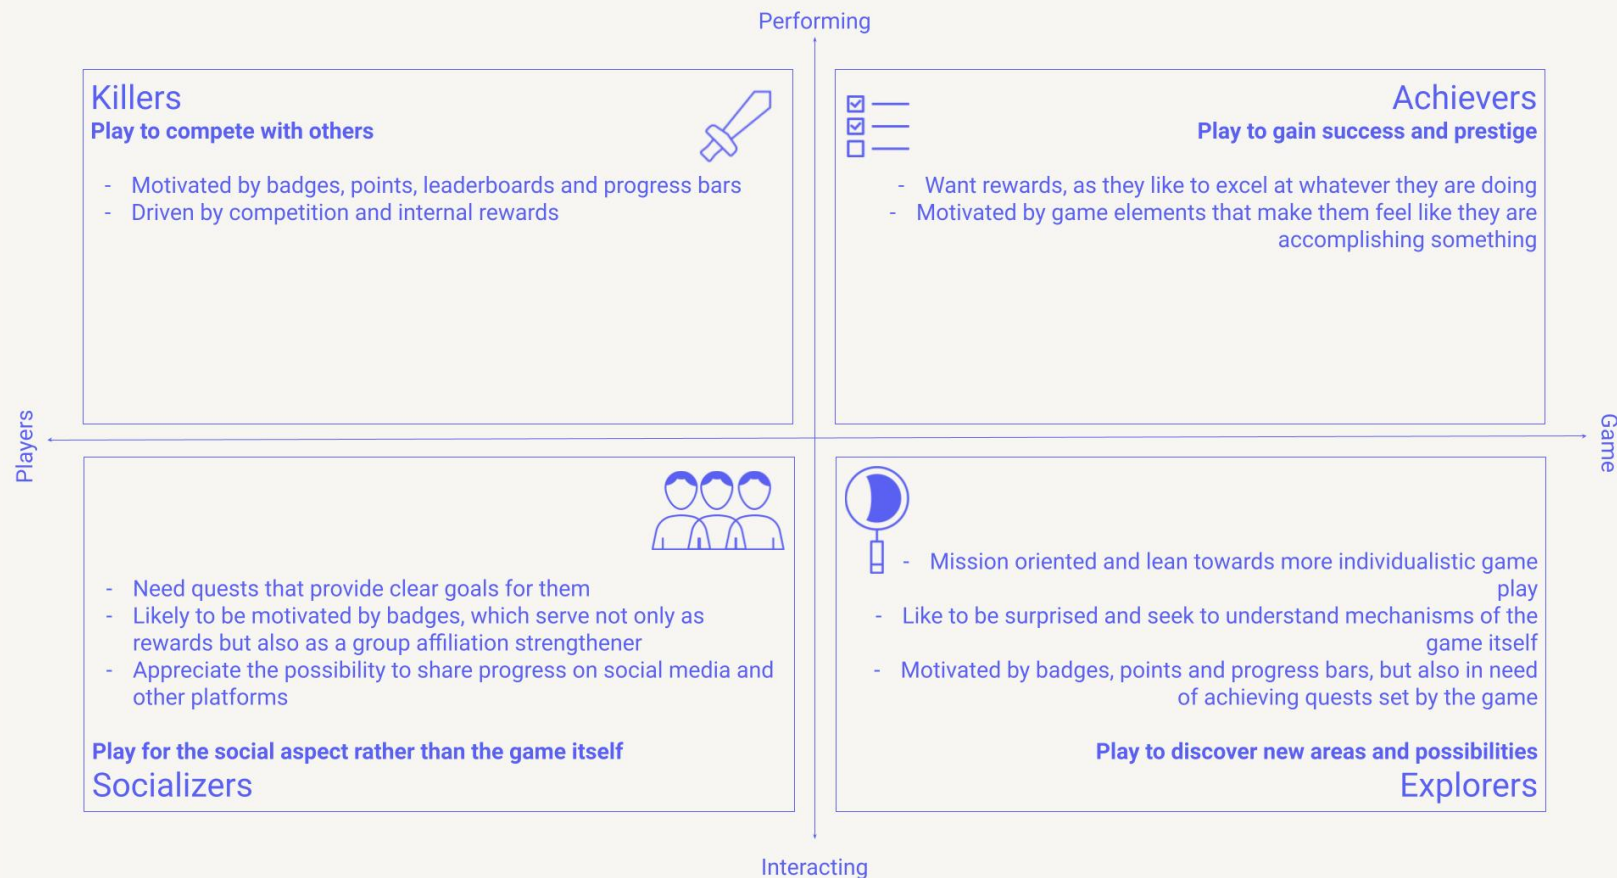 Performing
Killers
Play to compete with others
- Motivated by badges, points, leaderboards and progress bars
- Driven by competition and internal rewards
Achievers
Play to gain success and prestige
- Want rewards, as they like to excel at whatever they are doing
- Motivated by game elements that make them feel like they are
accomplishing something
Players
Game
- Need quests that provide clear goals for them
- Likely to be motivated by badges, which serve not only as
rewards but also as a group affiliation strengthener
- Appreciate the possibility to share progress on social media and
other platforms
Play for the social aspect rather than the game itself
Socializers
- Mission oriented and lean towards more individualistic game
play
- Like to be surprised and seek to understand mechanisms of the
game itself
- Motivated by badges, points and progress bars, but also in need
of achieving quests set by the game
Play to discover new areas and possibilities
Explorers
Interacting